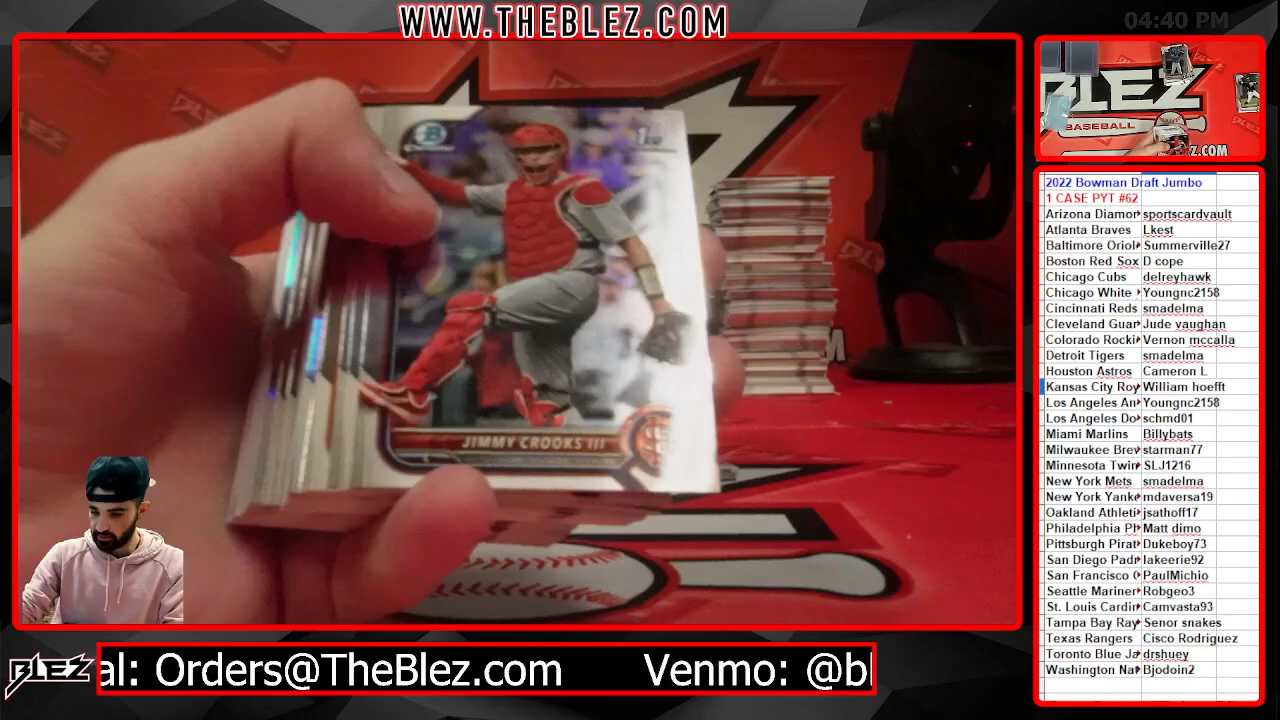 WWW.THEBLEZ.COM
04:40 PM
BLEZ
BASEBALL
.COM
1st
JIMMY CROOKS III
2022 Bowman Draft Jumbo
1 CASE PYT #62
Arizona Diamon sportscardvault
Atlanta Braves Lkest
Baltimore Oriol Summerville27
Boston Red Sox D cope
Chicago Cubs delreyhawk
Chicago White Youngnc2158
Cincinnati Reds smadelma
Cleveland Guar Jude vaughan
Colorado Rocki Vernon mccalla
Detroit Tigers smadelma
Houston Astros Cameron L
Kansas City Roy William hoefft
Los Angeles An Youngnc2158
Los Angeles Do schmd01
Miami Marlins Billybats
Milwaukee Brew starman77
Minnesota Twin SLJ1216
New York Mets smadelma
New York Yanke mdaversa19
Oakland Athleti jsathoff17
Philadelphia Ph Matt dimo
Pittsburgh Pirat Dukeboy73
San Diego Padr lakeerie92
San Francisco G PaulMichio
Seattle Mariner Robgeo3
St. Louis Cardin Camvasta93
Tampa Bay Ray Senor snakes
Texas Rangers Cisco Rodriguez
Toronto Blue Ja drshuey
Washington Nat Bjodoin2
BLEZ
al: Orders@TheBlez.com Venmo: @bl